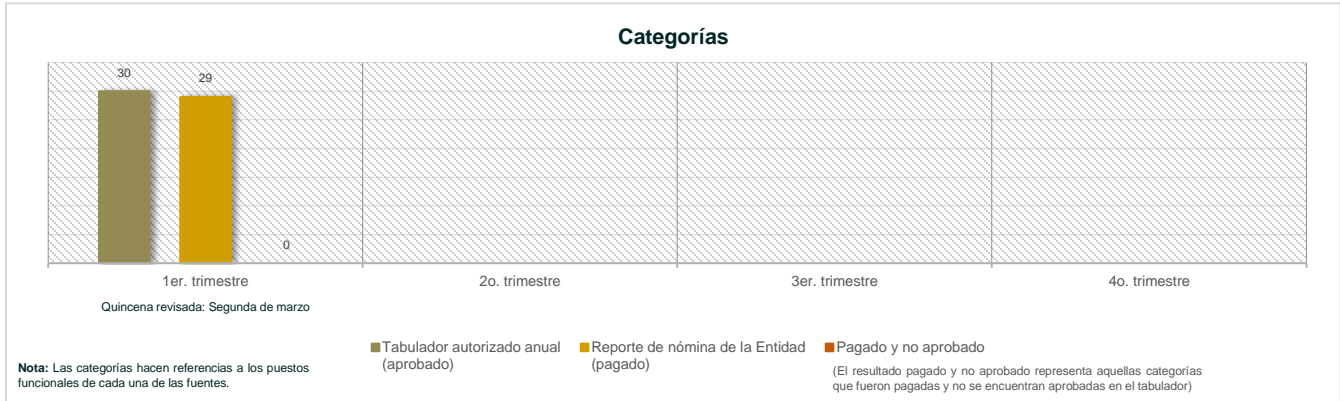 Categorías
30
29
0
1er. trimestre
2o. trimestre
3er. trimestre
4o. trimestre
Quincena revisada: Segunda de marzo
Tabulador autorizado anual
(aprobado)
Reporte de nómina de la Entidad
(pagado)
Pagado y no aprobado
(El resultado pagado y no aprobado representa aquellas categorías
que fueron pagadas y no se encuentran aprobadas en el tabulador)
Nota: Las categorías hacen referencias a los puestos
funcionales de cada una de las fuentes.